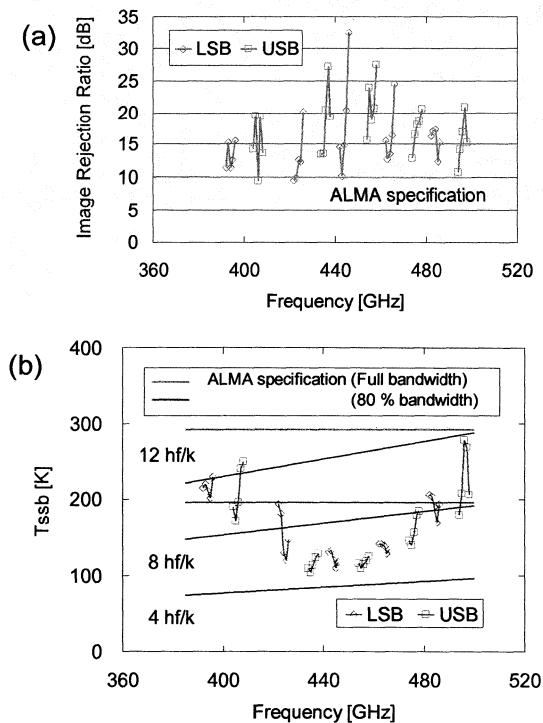 (a)
Image Rejection Ratio [dB]
35
30
25
20
15
10
5
0
LSB USB
ALMA specification
360 400 440 480 520
Frequency [GHz]
(b)
Tssb [K]
400
300
200
100
0
ALMA specification (Full bandwidth)
(80 % bandwidth)
12 hf/k
8 hf/k
4 hf/k
LSB USB
360 400 440 480 520
Frequency [GHz]